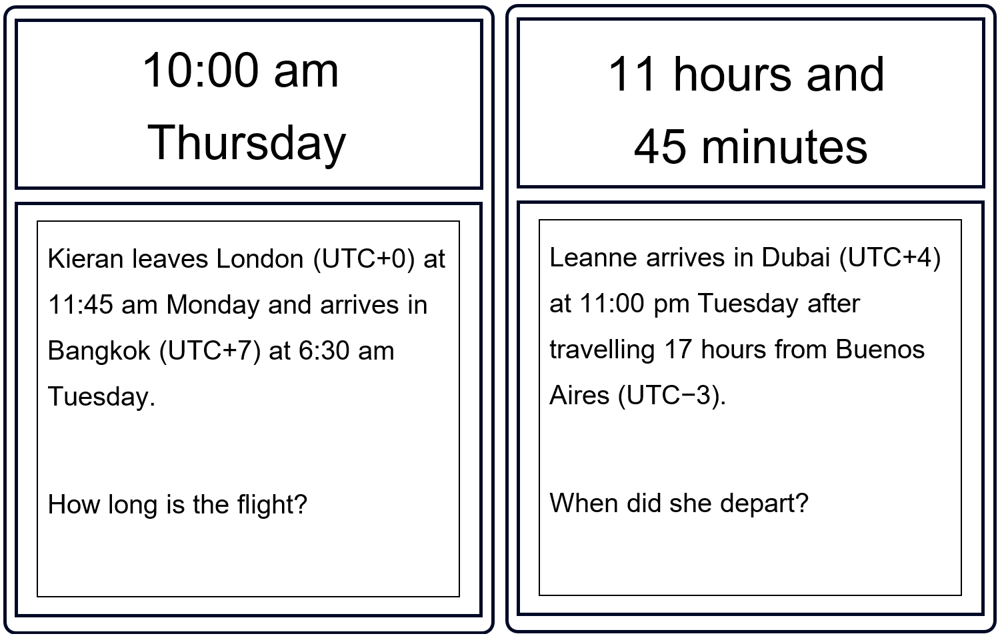 10:00 am
Thursday
Kieran leaves London (UTC+0) at
11:45 am Monday and arrives in
Bangkok (UTC+7) at 6:30 am
Tuesday.
How long is the flight?
11 hours and
45 minutes
Leanne arrives in Dubai (UTC+4)
at 11:00 pm Tuesday after
travelling 17 hours from Buenos
Aires (UTC−3).
When did she depart?